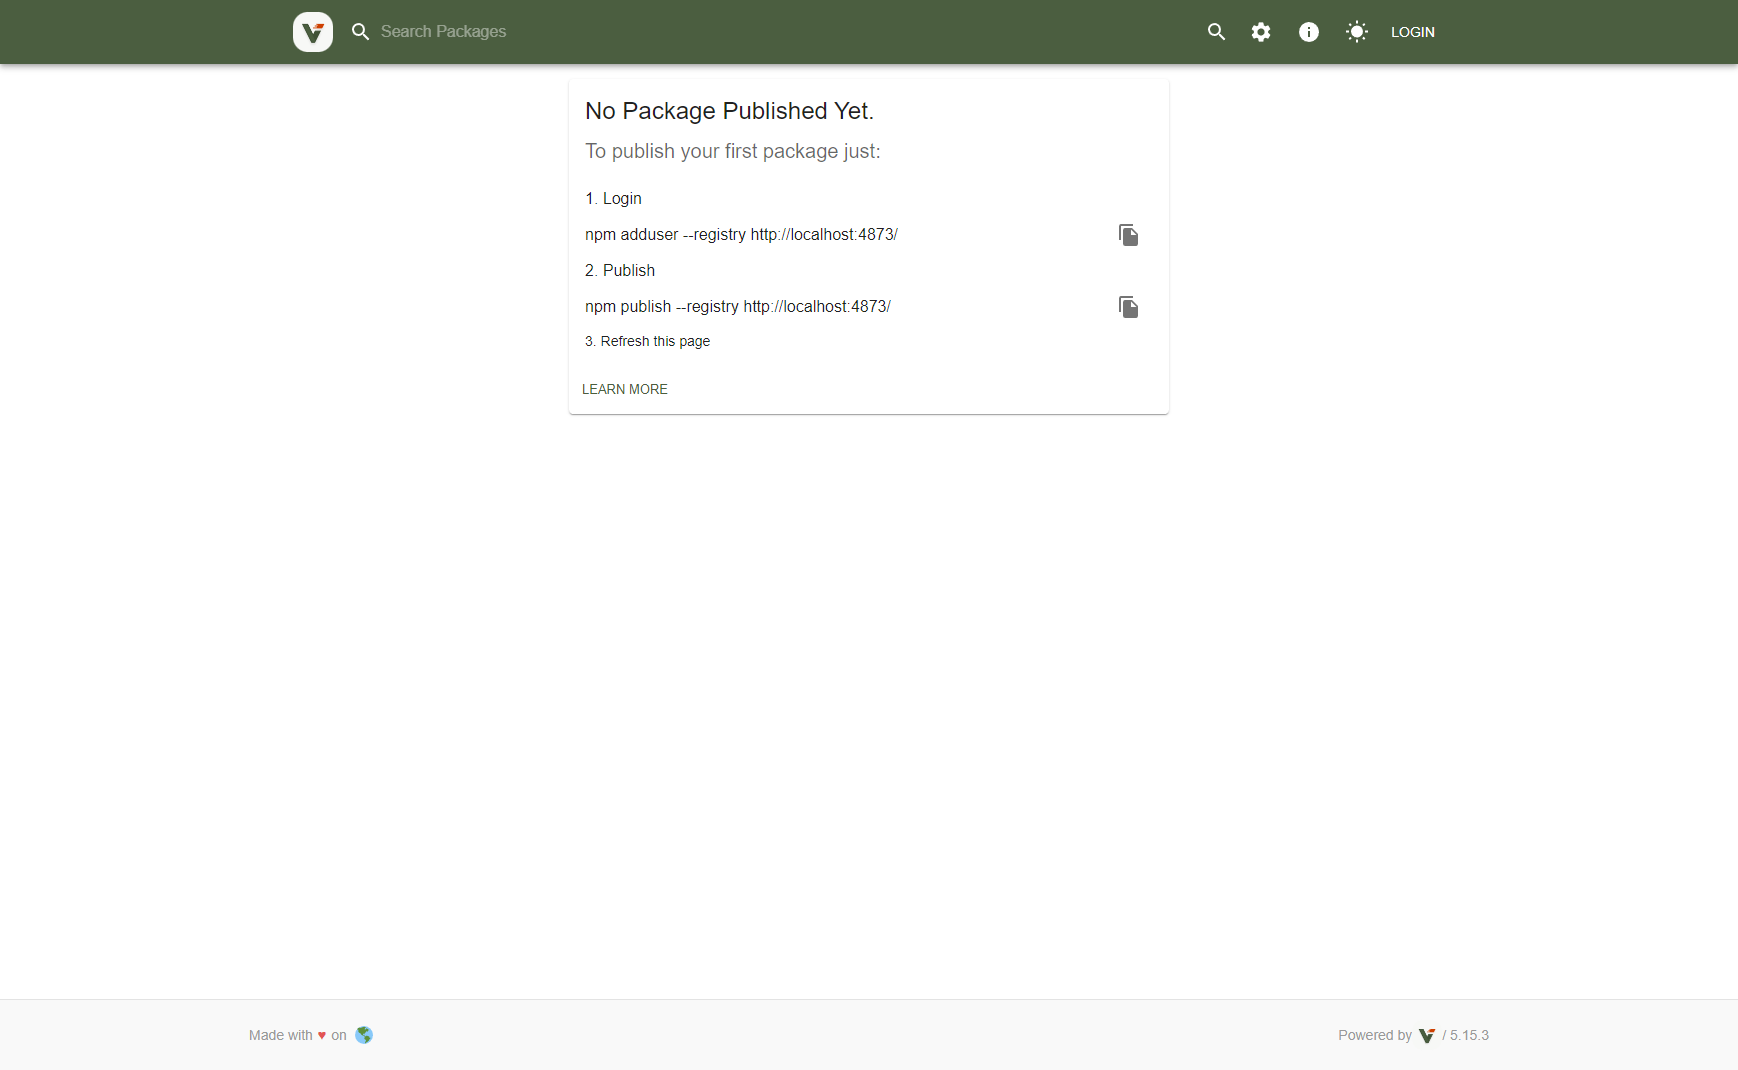 Search Packages
LOGIN
No Package Published Yet.
To publish your first package just:
1. Login
npm adduser --registry http://localhost:4873/
2. Publish
npm publish --registry http://localhost:4873/
3. Refresh this page
LEARN MORE
Made with ♥ on
Powered by / 5.15.3